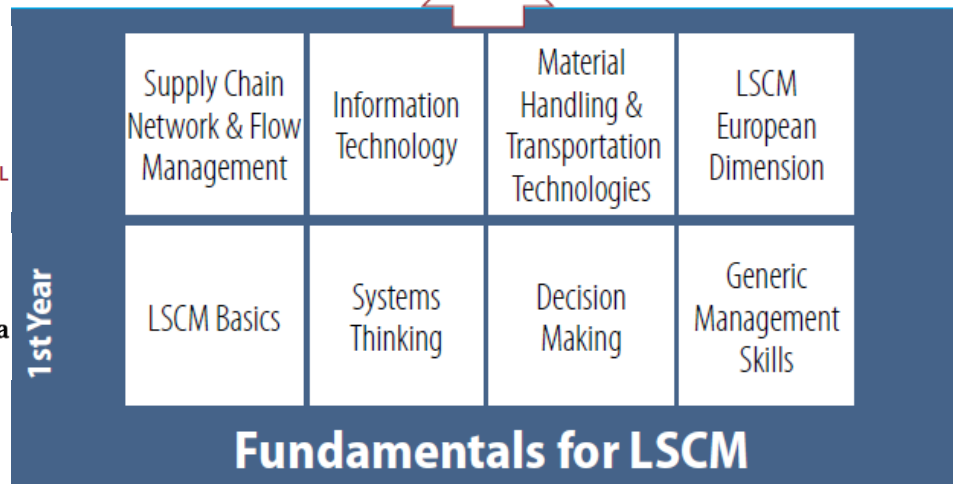 Supply Chain
Network & Flow
Management
Information
Technology
Material
Handling &
Transportation
Technologies
LSCM
European
Dimension
L
1st Year
a
LSCM Basics
Systems
Thinking
Decision
Making
Generic
Management
Skills
Fundamentals for LSCM